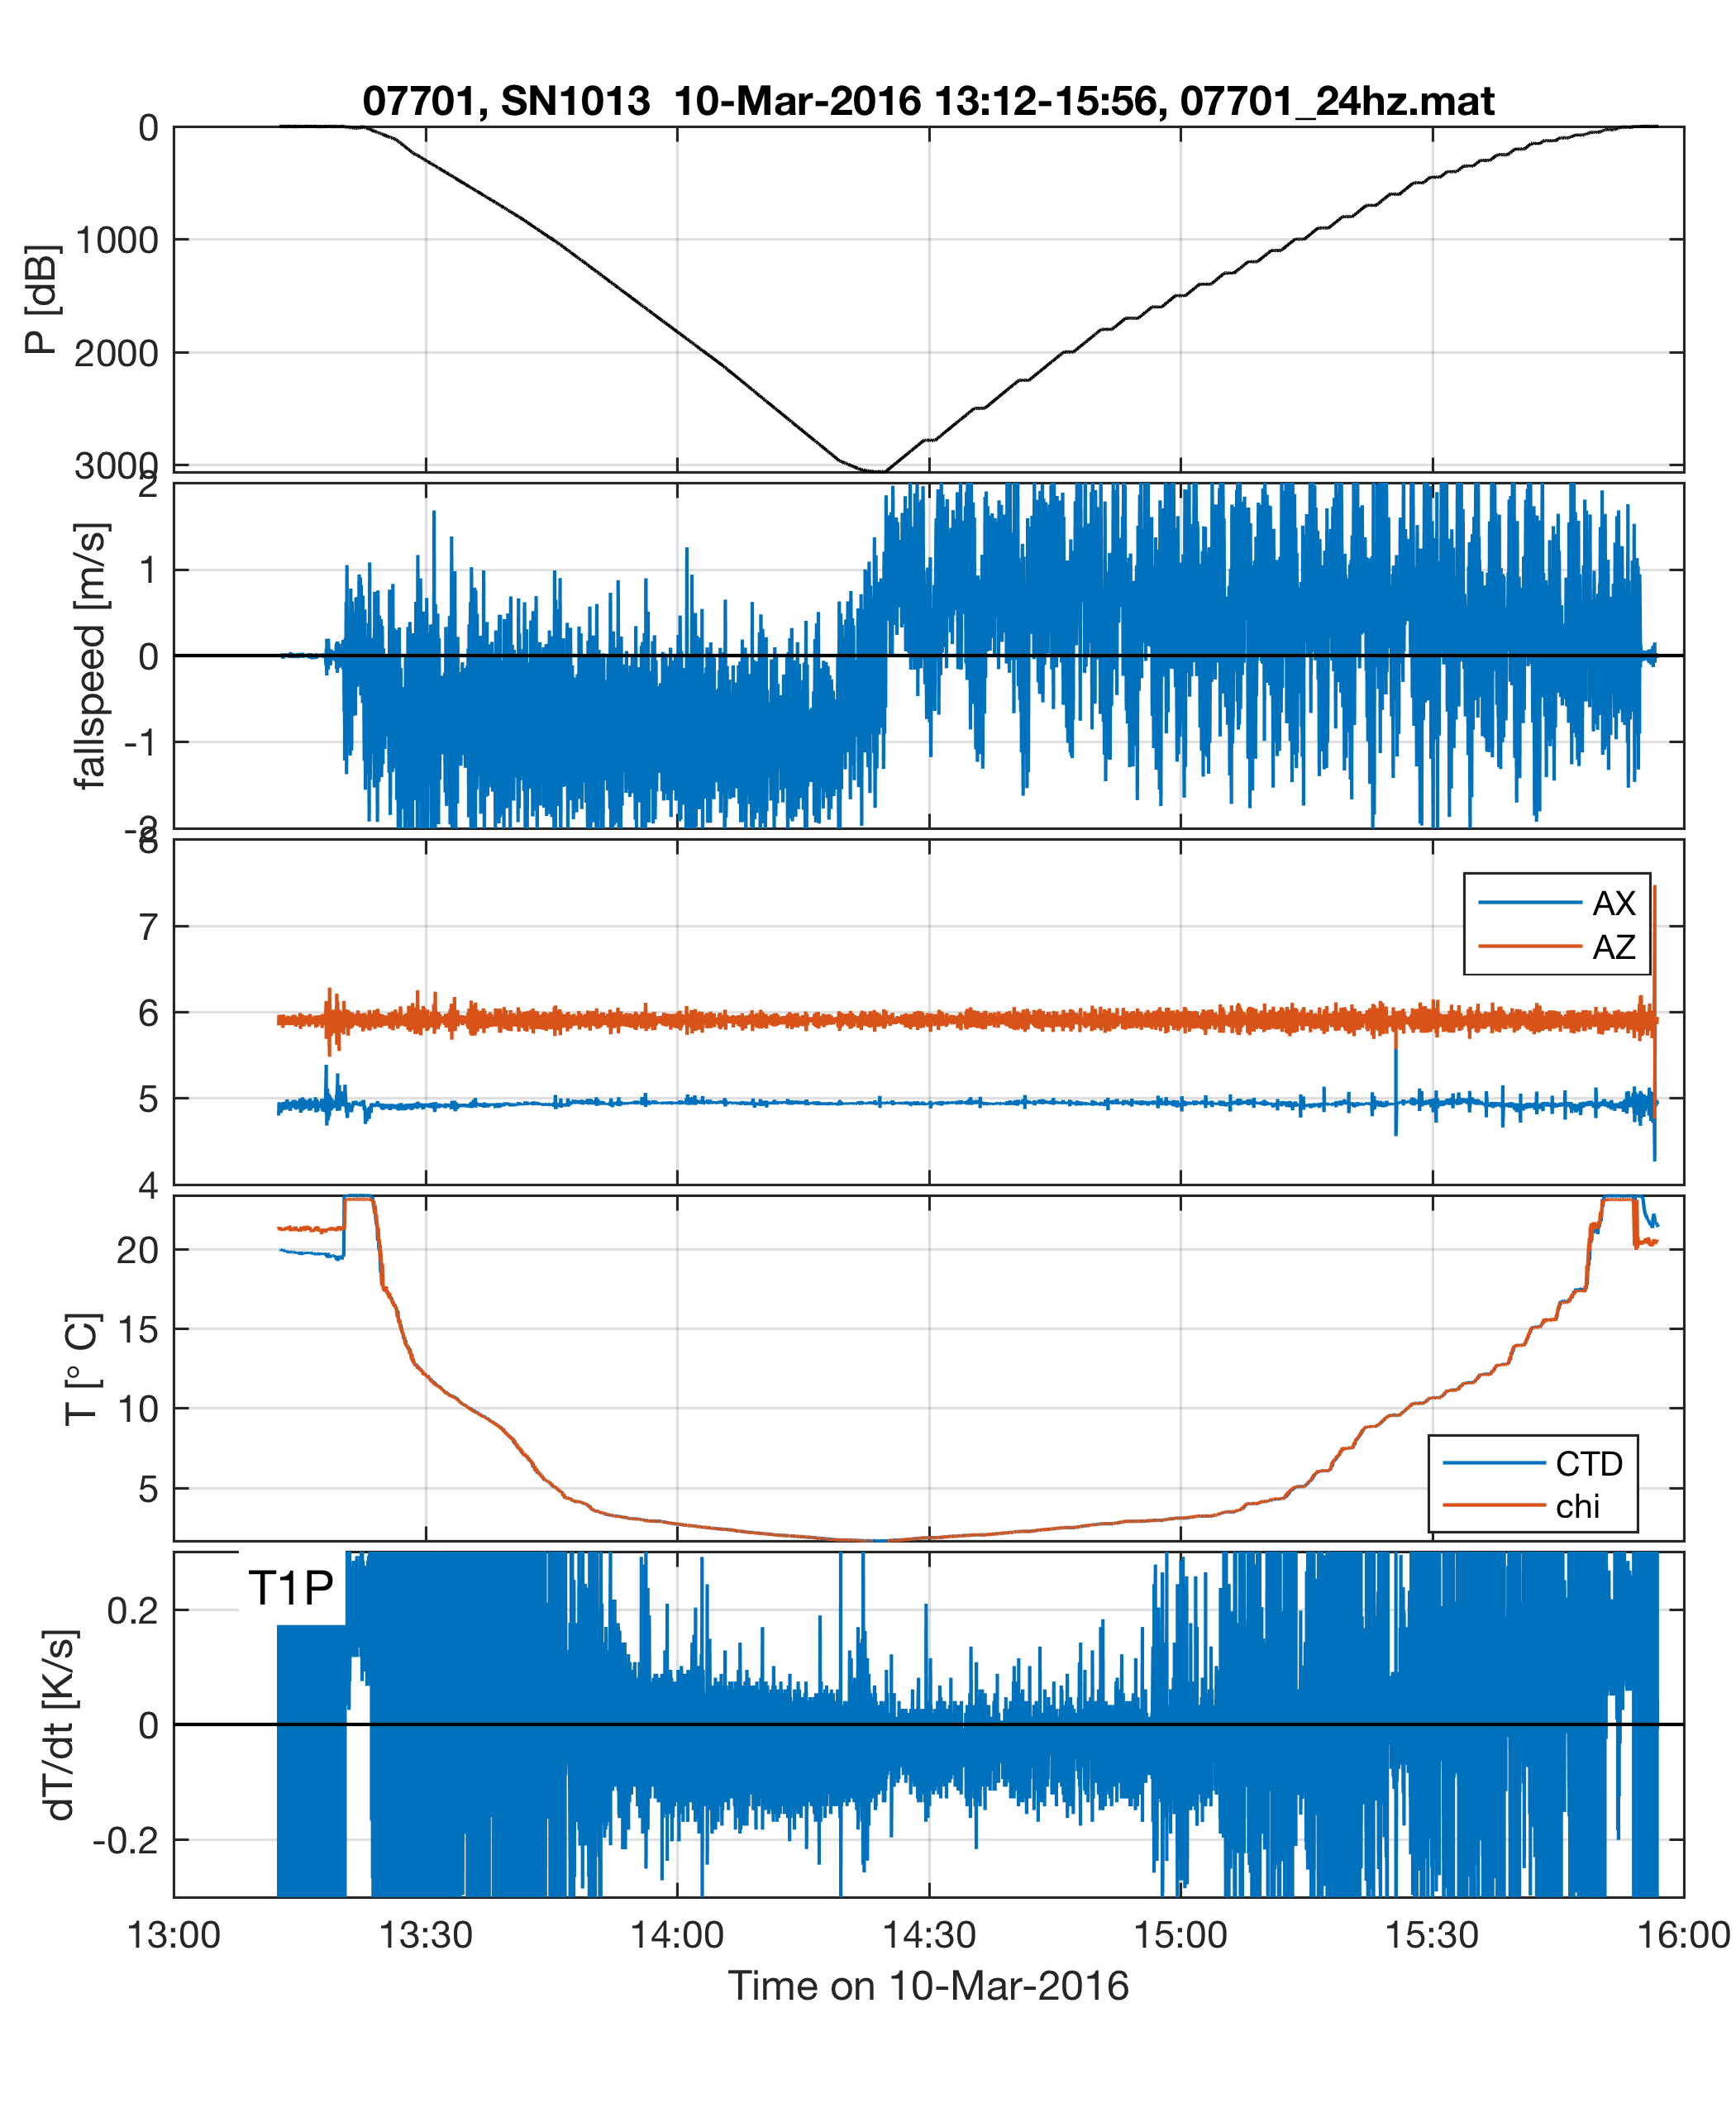 07701, SN1013  10-Mar-2016 13:12-15:56, 07701_24hz.mat
0
1000
2000
3000
P [dB]
2
1
0
-1
-2
fallspeed [m/s]
8
7
6
5
4
AX
AZ
20
15
10
5
T [° C]
CTD
chi
T1P
0.2
0
-0.2
dT/dt [K/s]
13:00 13:30 14:00 14:30 15:00 15:30 16:00
Time on 10-Mar-2016